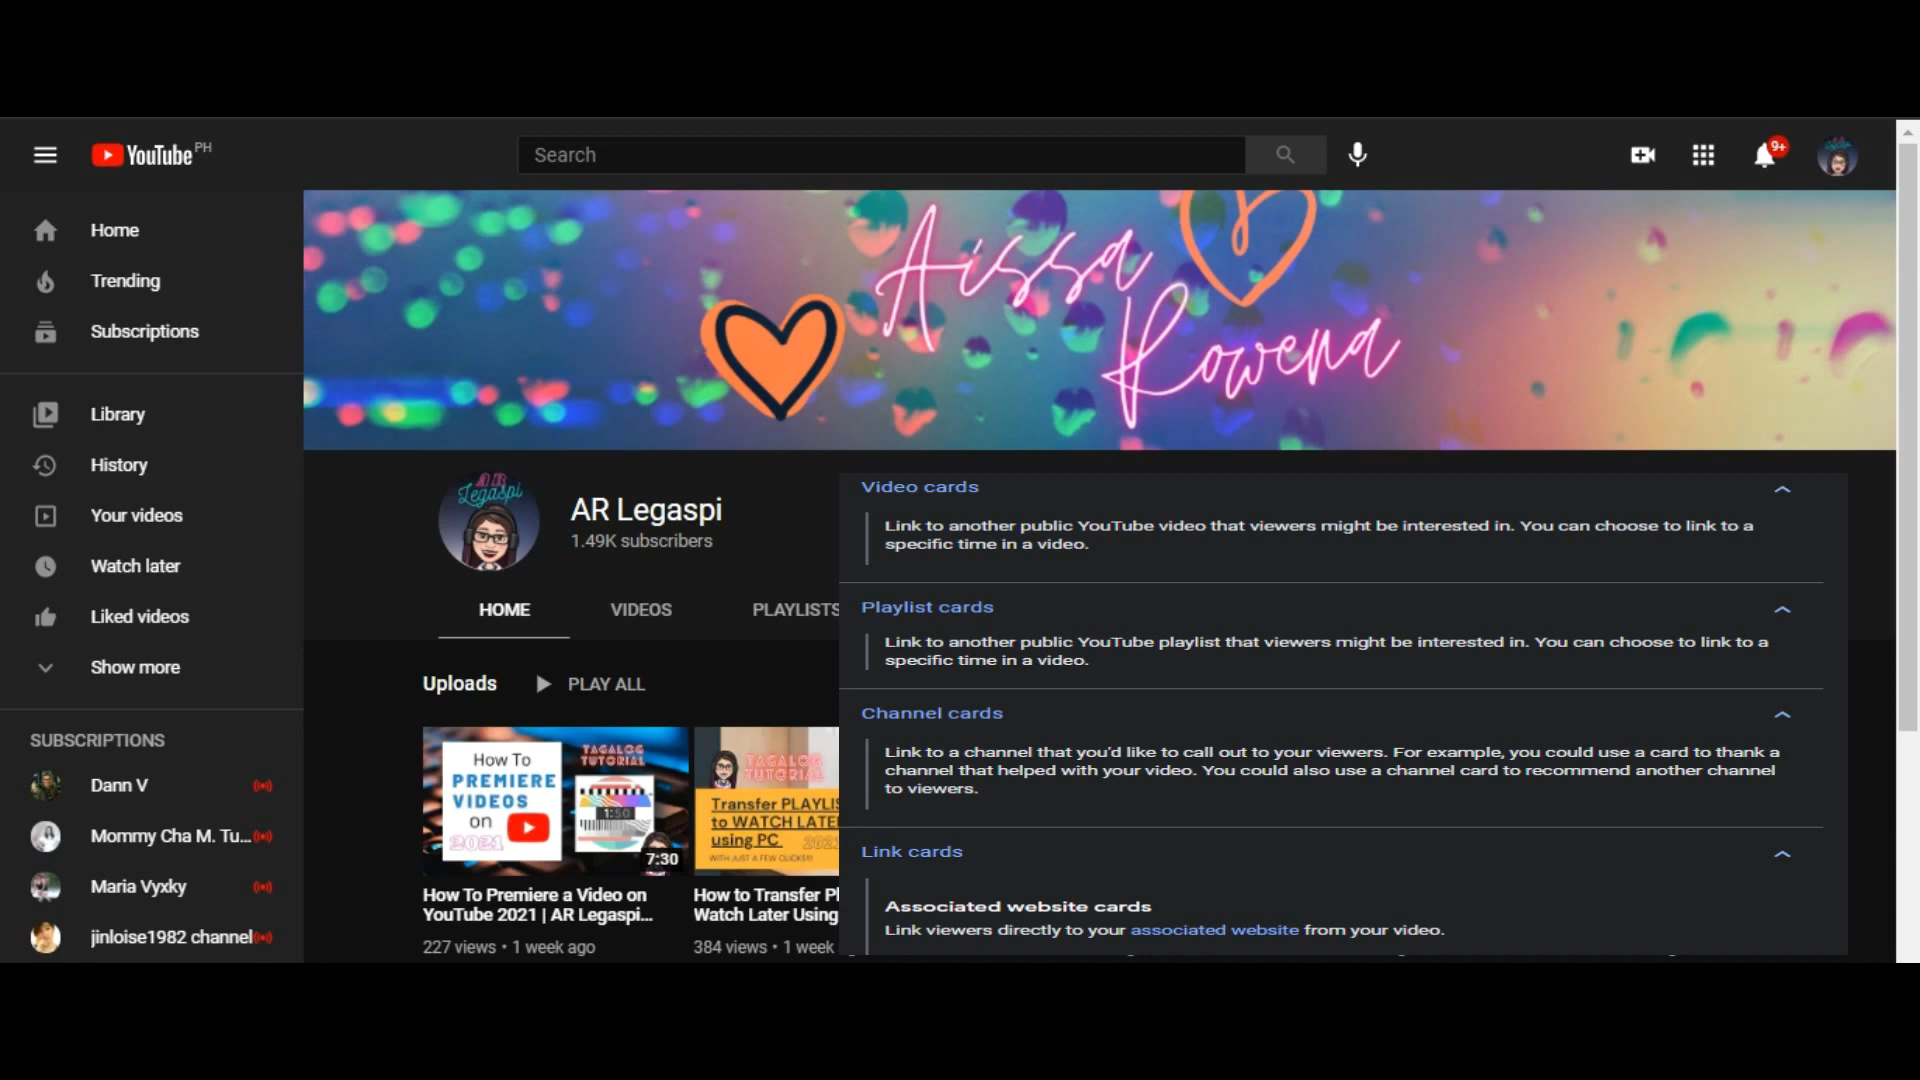 YouTube PH
Search
9+
Home
Trending
Subscriptions
Library
History
Your videos
Watch later
Liked videos
Show more
SUBSCRIPTIONS
Dann V
Mommy Cha M. Tu...
Maria Vyxky
jinloise1982 channel
Aissa
Rowena
AR Legaspi
1.49K subscribers
HOME
VIDEOS
PLAYLISTS
Uploads
PLAY ALL
How To
PREMIERE
VIDEOS
on
2021
TAGALOG
TUTORIAL
1:50
7:30
How To Premiere a Video on
YouTube 2021 | AR Legaspi...
227 views • 1 week ago
TAGALOG
TUTORIAL
Transfer PLAYLIS
to WATCH LATE
using PC
WITH JUST A FEW CLICKS!!!
How to Transfer Pl
Watch Later Using
384 views • 1 week
Video cards
Link to another public YouTube video that viewers might be interested in. You can choose to link to a
specific time in a video.
Playlist cards
Link to another public YouTube playlist that viewers might be interested in. You can choose to link to a
specific time in a video.
Channel cards
Link to a channel that you'd like to call out to your viewers. For example, you could use a card to thank a
channel that helped with your video. You could also use a channel card to recommend another channel
to viewers.
Link cards
Associated website cards
Link viewers directly to your associated website from your video.